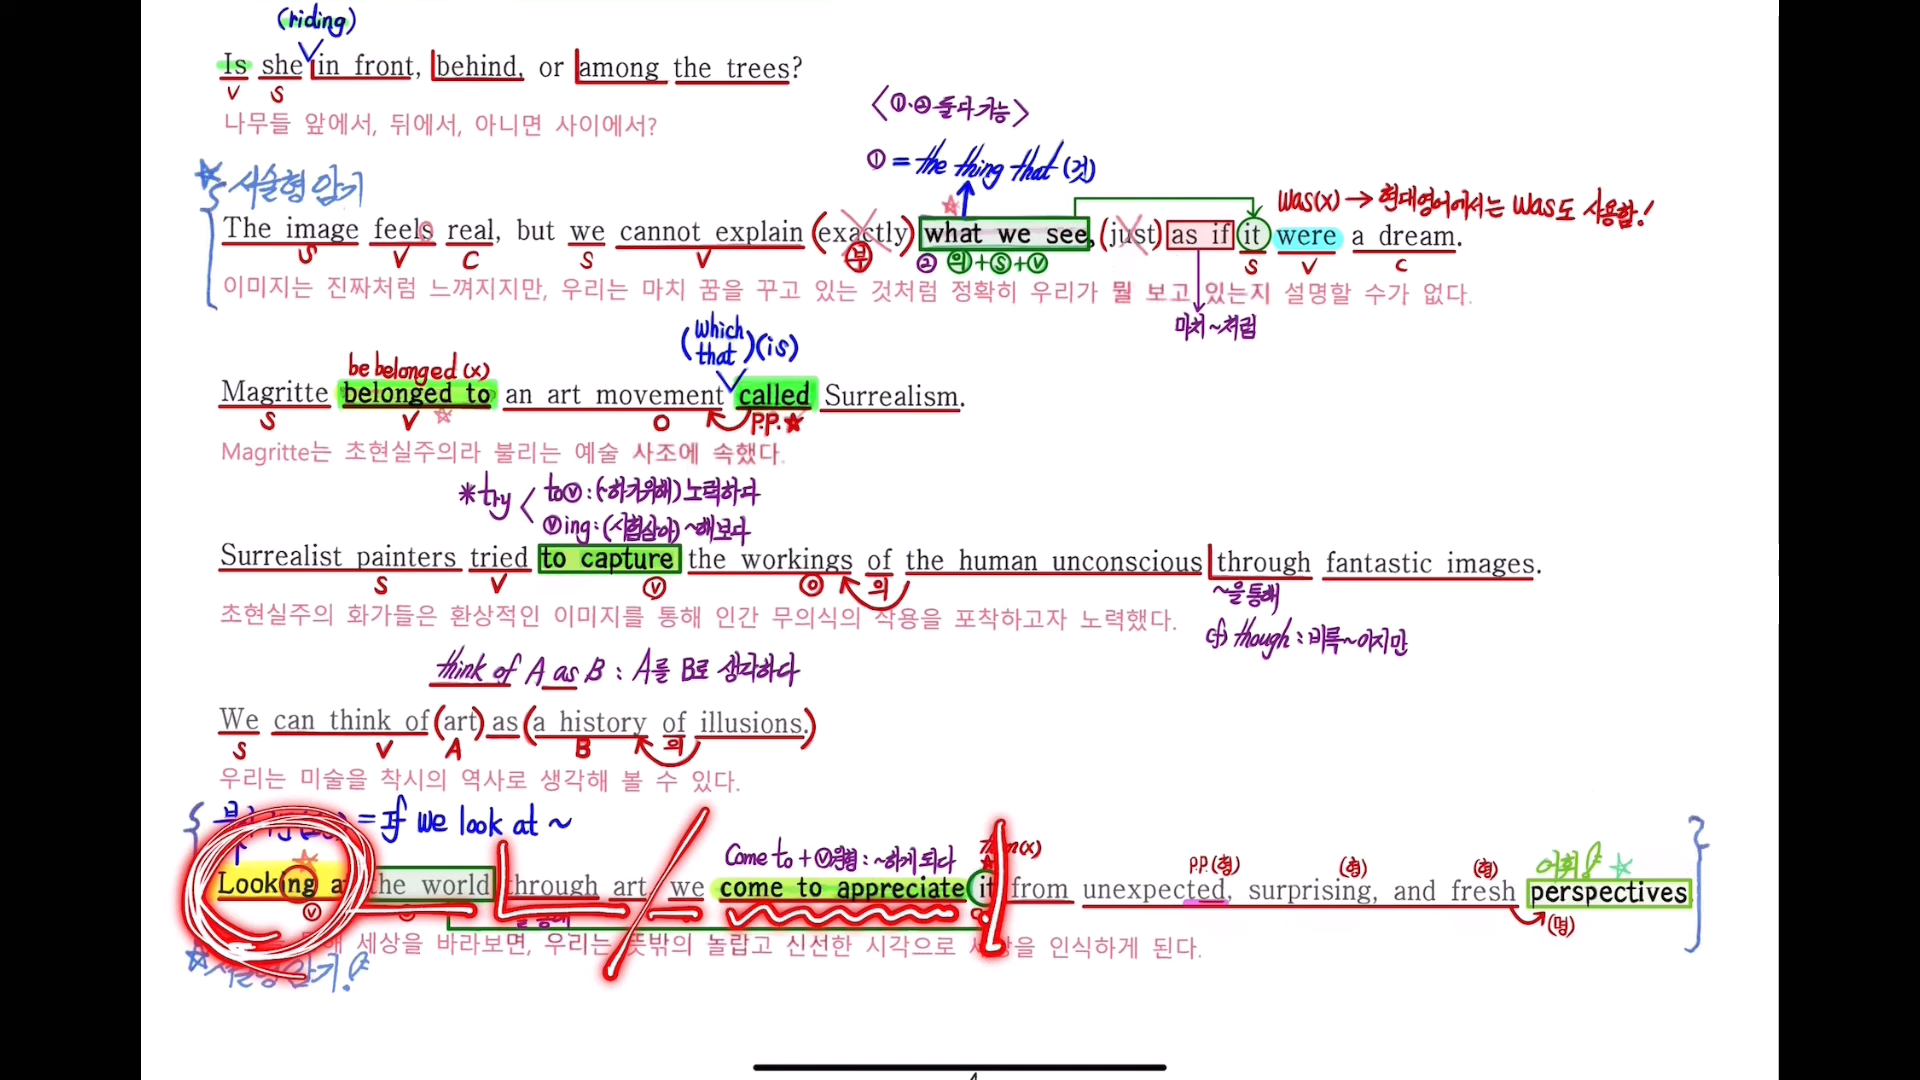 (riding)
Is she in front, behind, or among the trees?
V S
나무들 앞에서, 뒤에서, 아니면 사이에서?
<①·② 둘다 가능>
① = the thing that (것)
서술형 암기
was(x) → 현대영어에서는 was도 사용함!
The image feels real, but we cannot explain (exactly) what we see, (just) as if it were a dream.
S V C S V 부 ② 의+S+V S V C
이미지는 진짜처럼 느껴지지만, 우리는 마치 꿈을 꾸고 있는 것처럼 정확히 우리가 뭘 보고 있는지 설명할 수가 없다.
마치~처럼
(which that) (is)
be belonged (x)
Magritte belonged to an art movement called Surrealism.
S V O P.P.
Magritte는 초현실주의라 불리는 예술 사조에 속했다.
*try to ⓥ : (~하기위해) 노력하다
ⓥing : (시험삼아) ~해보다
Surrealist painters tried to capture the workings of the human unconscious through fantastic images.
S V ⓥ ⓞ 의 ~을 통해
초현실주의 화가들은 환상적인 이미지를 통해 인간 무의식의 작용을 포착하고자 노력했다.
cf) though : 비록~이지만
think of A as B : A를 B로 생각하다
We can think of (art) as (a history of illusions.)
S V A B 의
우리는 미술을 착시의 역사로 생각해 볼 수 있다.
= If we look at ~
Come to + ⓥ원형 : ~하게 되다 (x) P.P.(형) (형) (형) 어휘
Looking at the world through art, we come to appreciate it from unexpected, surprising, and fresh perspectives
ⓥ (명)
세상을 바라보면, 우리는 뜻밖의 놀랍고 신선한 시각으로 세상을 인식하게 된다.
서술형 암기!